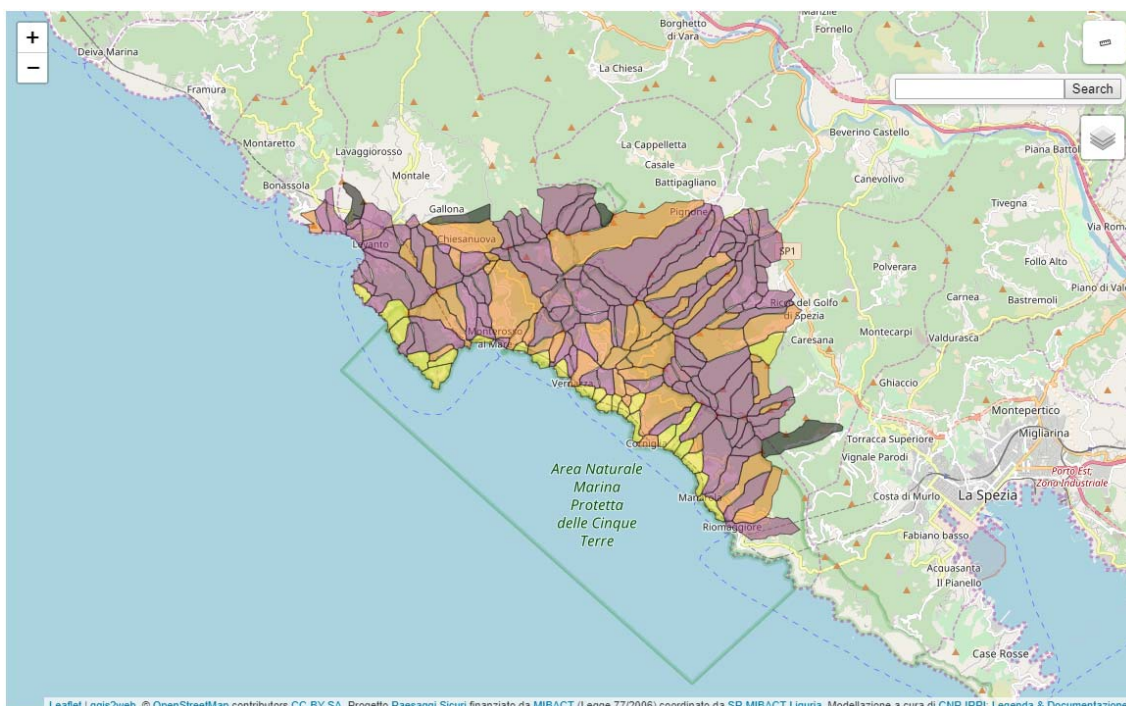 +
−
Search
Deiva Marina
Framura
Montaretto
Bonassola
Lavaggiorosso
Montale
Gallona
Levanto
Chiesanuova
Borghetto
di Vara
La Chiesa
Fornello
La Cappelletta
Casale
Battipagliano
Pignone
Beverino Castello
Canevolivo
Piana Battol
Tivegna
Via Roma
Follo Alto
Piano di Val
SP1
Polverara
Carnea
Bastremoli
Riccò del Golfo
di Spezia
Caresana
Montecarpi
Valdurasca
Ghiaccio
Monterosso
al Mare
Vernazza
Corniglia
Manarola
Riomaggiore
Area Naturale
Marina
Protetta
delle Cinque
Terre
Montepertico
Migliarina
Torracca Superiore
Vignale Parodi
Porto Est,
Zona Industriale
Costa di Murlo
La Spezia
Fabiano basso
Acquasanta
Il Pianello
Case Rosse
Leaflet | qgis2web, © OpenStreetMap contributors CC-BY-SA, Progetto Paesaggi Sicuri finanziato da MIBACT (Legge 77/2006) coordinato da SR-MIBACT Liguria, Modellazione a cura di CNR IRPI; Legenda & Documentazione